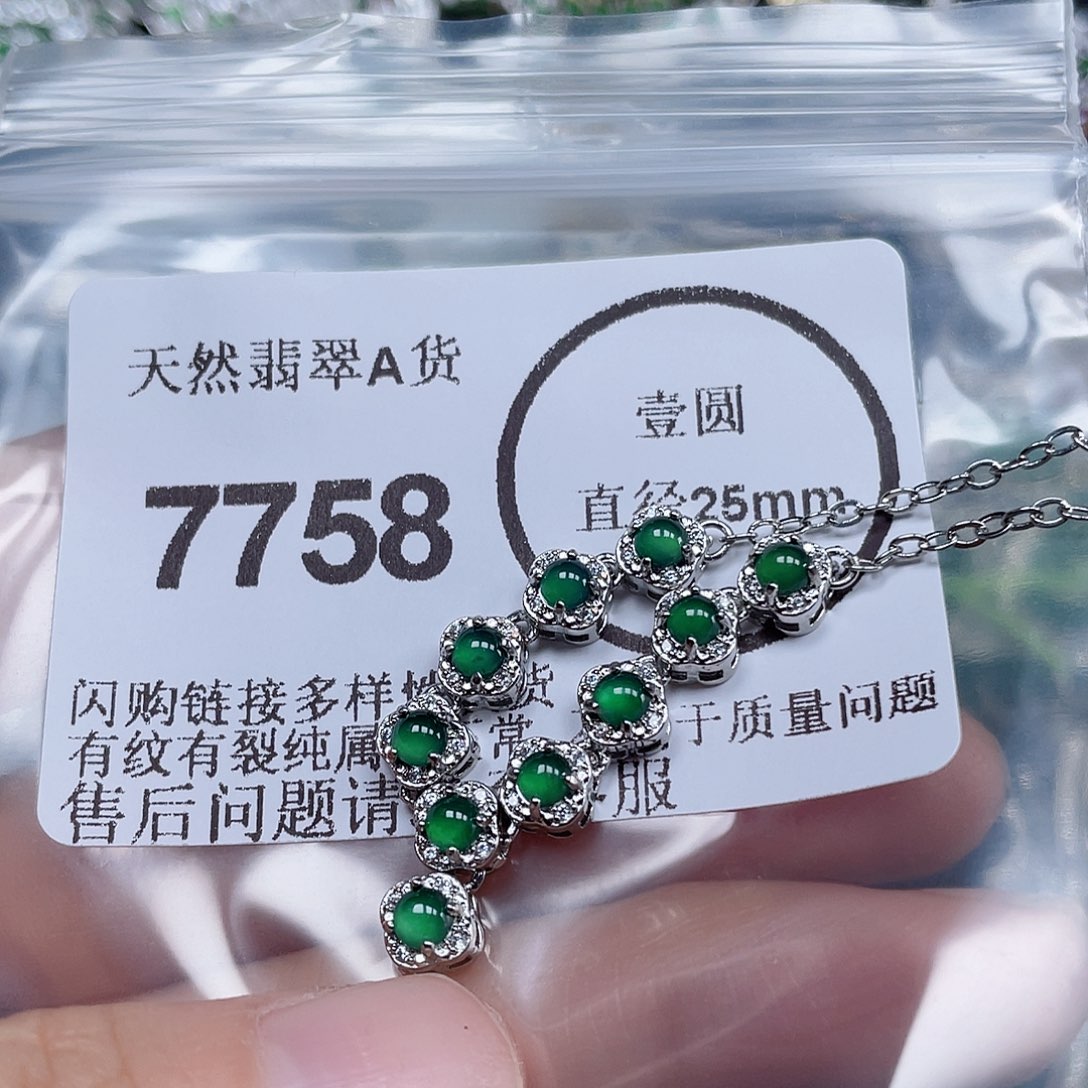 天然翡翠A货
7758
壹圆
直径25mm
闪购链接多样 货
有纹有裂纯属 常 于质量问题
售后问题请 服